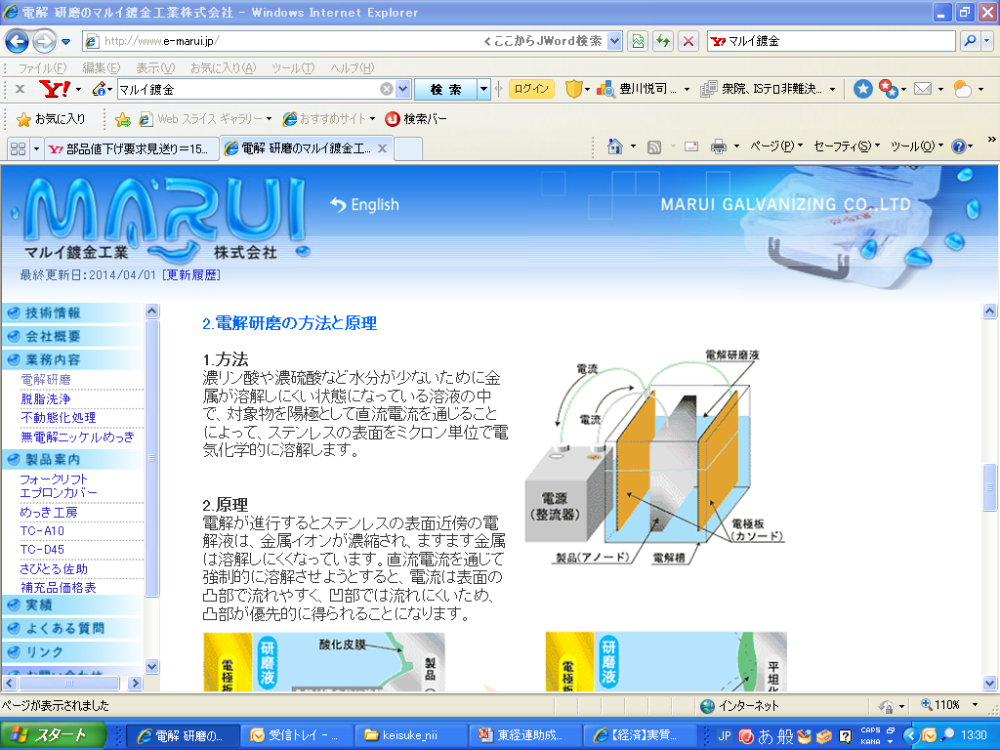 電解 研磨のマルイ鍍金工業株式会社 - Windows Internet Explorer
http://www.e-marui.jp/
ここからJWord検索
マルイ鍍金
ファイル(F) 編集(E) 表示(V) お気に入り(A) ツール(T) ヘルプ(H)
Y! マルイ鍍金 検索 ログイン 豊川悦司 ... 衆院、ISテロ非難決...
お気に入り Web スライス ギャラリー おすすめサイト 検索バー
部品値下げ要求見送り＝15... 電解 研磨のマルイ鍍金工... ページ(P) セーフティ(S) ツール(O)
MARUI
マルイ鍍金工業 株式会社
English
MARUI GALVANIZING CO.,LTD
最終更新日:2014/04/01 [更新履歴]
技術情報
会社概要
業務内容
電解研磨
脱脂洗浄
不動態化処理
無電解ニッケルめっき
製品案内
フォークリフト
エプロンカバー
めっき工房
TC-A10
TC-D45
さびとる佐助
補充品価格表
実績
よくある質問
リンク
2.電解研磨の方法と原理
1.方法
濃リン酸や濃硫酸など水分が少ないために金
属が溶解しにくい状態になっている溶液の中
で、対象物を陽極として直流電流を通じること
によって、ステンレスの表面をミクロン単位で電
気化学的に溶解します。
2.原理
電解が進行するとステンレスの表面近傍の電
解液は、金属イオンが濃縮され、ますます金属
は溶解しにくくなっています。直流電流を通じて
強制的に溶解させようとすると、電流は表面の
凸部で流れやすく、凹部では流れにくいため、
凸部が優先的に得られることになります。
電流
電流
電解研磨液
電源
(整流器)
電極板
(カソード)
製品(アノード)
電解槽
電極板
研磨液
酸化皮膜
製品
電極板
研磨液
平坦化
ページが表示されました
インターネット
110%
スタート
電解 研磨の...
受信トレイ - ...
keisuke_nii
東経連助成...
【経済】実質...
JP あ 般 CAPS KANA 13:30